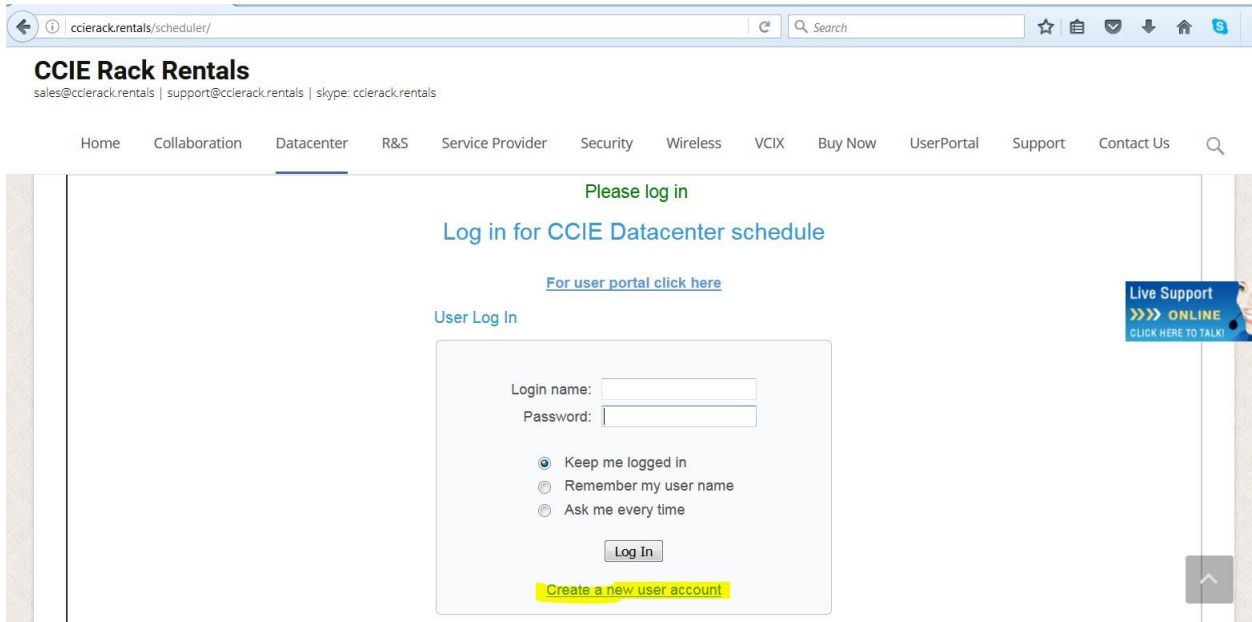 ccierack.rentals/scheduler/
Search
CCIE Rack Rentals
sales@ccierack.rentals | support@ccierack.rentals | skype: ccierack.rentals
Home Collaboration Datacenter R&S Service Provider Security Wireless VCIX Buy Now UserPortal Support Contact Us
Please log in
Log in for CCIE Datacenter schedule
For user portal click here
Live Support
>>>> ONLINE
CLICK HERE TO TALK!
User Log In
Login name:
Password:
Keep me logged in
Remember my user name
Ask me every time
Log In
Create a new user account